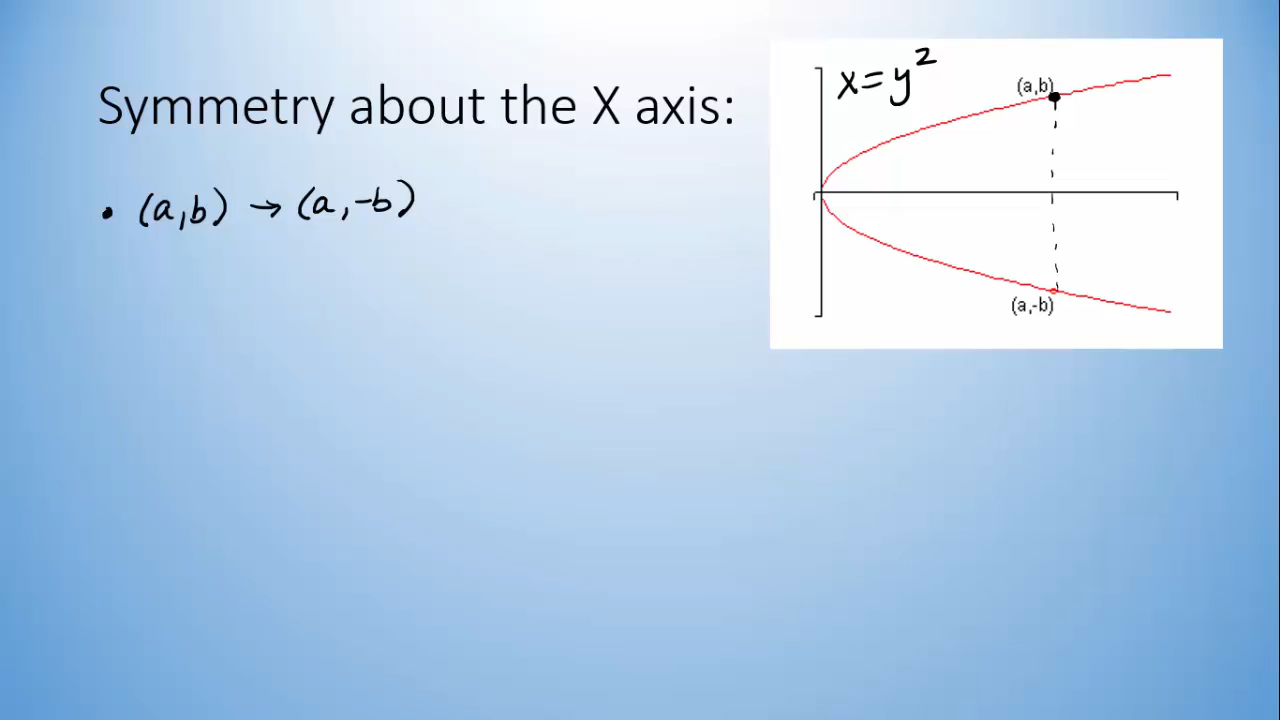 Symmetry about the X axis:
• (a,b) → (a,-b)
x=y²
(a,b)
(a,-b)